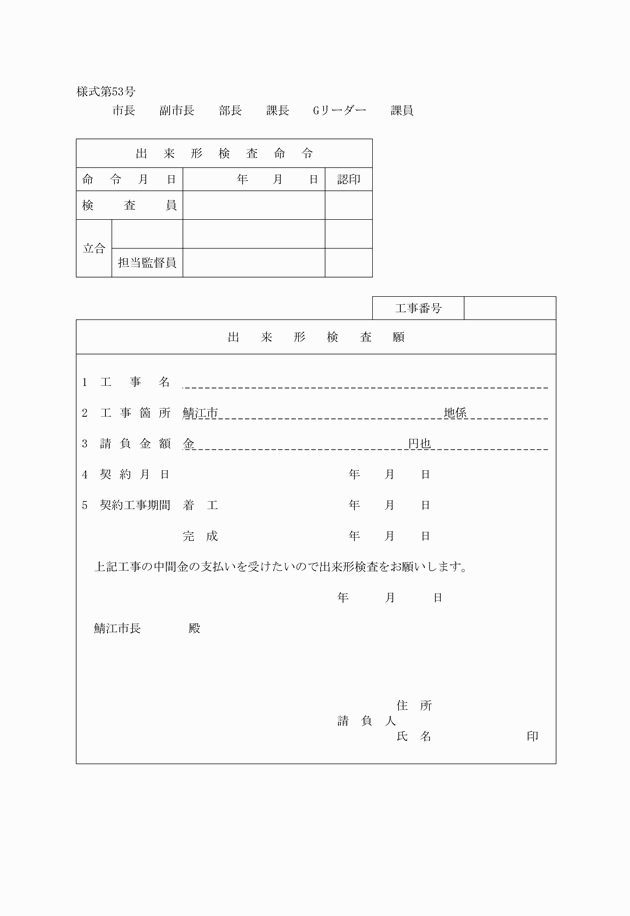 様式第53号
市長　副市長　部長　課長　Gリーダー　課員
出来形検査命令
命令月日　年　月　日　認印
検査員
立合
担当監督員
工事番号
出来形検査願
1　工事名
2　工事箇所　鯖江市　地係
3　請負金額　金　円也
4　契約月日　年　月　日
5　契約工事期間　着工　年　月　日
完成　年　月　日
上記工事の中間金の支払いを受けたいので出来形検査をお願いします。
年　月　日
鯖江市長　殿
住所
請負人
氏名　印